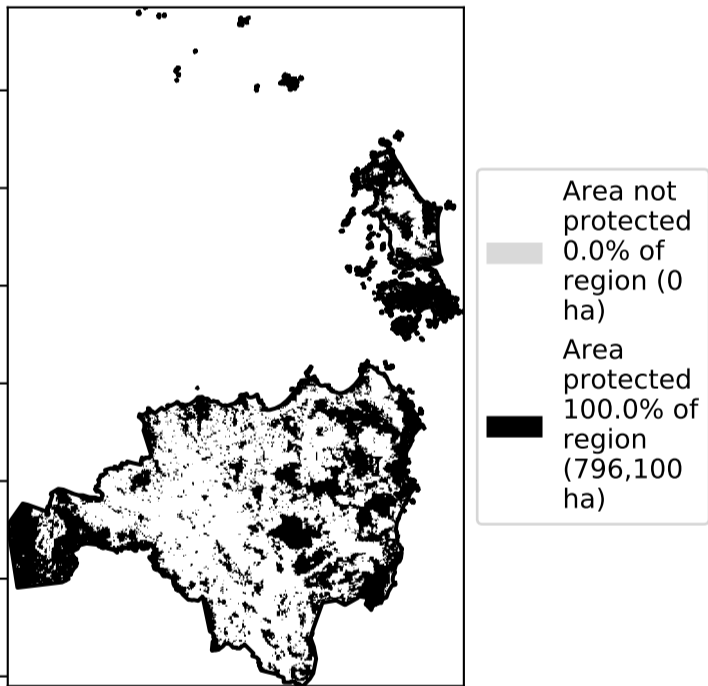 Area not
protected
0.0% of
region (0
ha)
Area
protected
100.0% of
region
(796,100
ha)